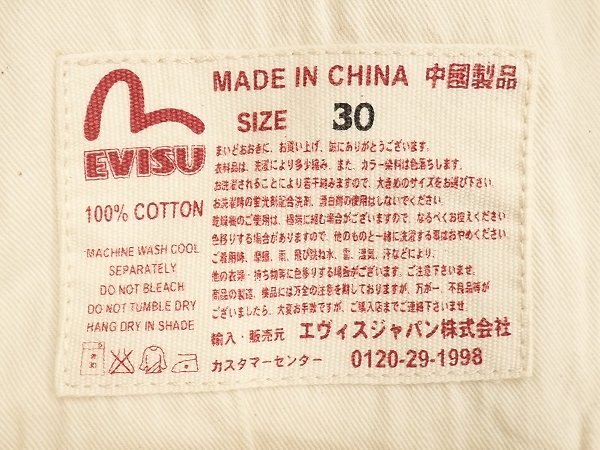 EVISU
100% COTTON
MACHINE WASH COOL
SEPARATELY
DO NOT BLEACH
DO NOT TUMBLE DRY
HANG DRY IN SHADE
MADE IN CHINA 中國製品
SIZE 30
まいどおおきに、お買い上げ、誠にありがとうございます。
衣料品は、洗濯により多少縮み、また、カラー染料は色落ちします。
お洗濯されることにより若干縮みますので、大きめのサイズをお選び下さい
お洗濯時の蛍光剤配合洗剤、漂白剤の使用はしないでください。
乾燥機のご使用は、極端に縮む場合がございますので、なるべくお控えください
色移りする場合がありますので、他のものと一緒に洗濯する事はおやめください。
ご着用時、摩擦、雨、飛び跳ね水、雪、湿気、汗などにより、
他の衣類・持ち物等に色移りする場合がございます。ご注意下さいませ。
商品の製造、検品には万全の注意を期しておりますが、万が一、不良品等が
ございましたら、大変お手数ですが、ご購入店までご連絡下さいませ
輸入・販売元 エヴィスジャパン株式会社
カスタマーセンター 0120-29-1998